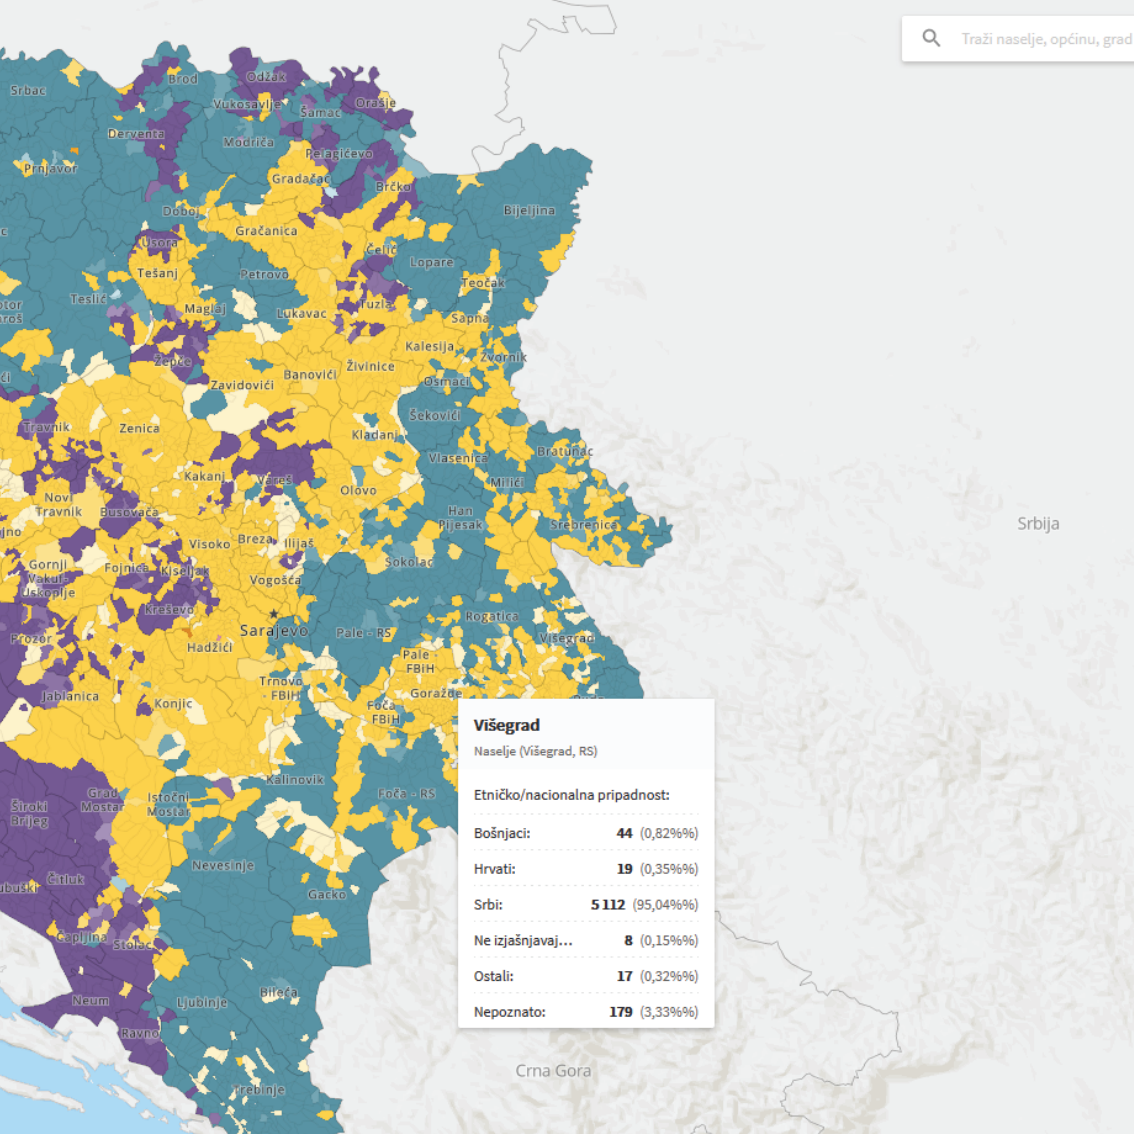 Traži naselje, općinu, grad
Brod
Odžak
Srbac
Vukosavlje
Orašje
Šamac
Derventa
Modriča
Pelagićevo
Prnjavor
Gradačac
Brčko
Doboj
Bijeljina
Gračanica
Usora
Čelić
Lopare
Tešanj
Petrovo
Teočak
Teslić
Maglaj
Tuzla
Lukavac
Sapna
Kalesija
Zvornik
Žepče
Živinice
Banovići
Zavidovići
Osmaci
Šekovići
Travnik
Zenica
Kladanj
Bratunac
Vlasenica
Kakanj
Vareš
Milići
Olovo
Novi
Travnik
Busovača
Han
Pijesak
Srebrenica
Srbija
Visoko
Breza
Ilijaš
Gornji
Vakuf-
Uskoplje
Fojnica
Kiseljak
Sokolac
Vogošća
Kreševo
Rogatica
Sarajevo
Pale - RS
Višegrad
Prozor
Hadžići
Pale -
FBiH
Trnovo
- FBiH
Goražde
Jablanica
Konjic
Foča
FBiH
Kalinovik
Foča - RS
Grad
Mostar
Istočni
Mostar
Široki
Brijeg
Nevesinje
Čitluk
Gacko
Čapljina
Stolac
Neum
Ljubinje
Bileća
Ravno
Trebinje
Crna Gora
Višegrad
Naselje (Višegrad, RS)
Etničko/nacionalna pripadnost:
Bošnjaci: 44 (0,82%%)
Hrvati: 19 (0,35%%)
Srbi: 5 112 (95,04%%)
Ne izjašnjavaj... 8 (0,15%%)
Ostali: 17 (0,32%%)
Nepoznato: 179 (3,33%%)